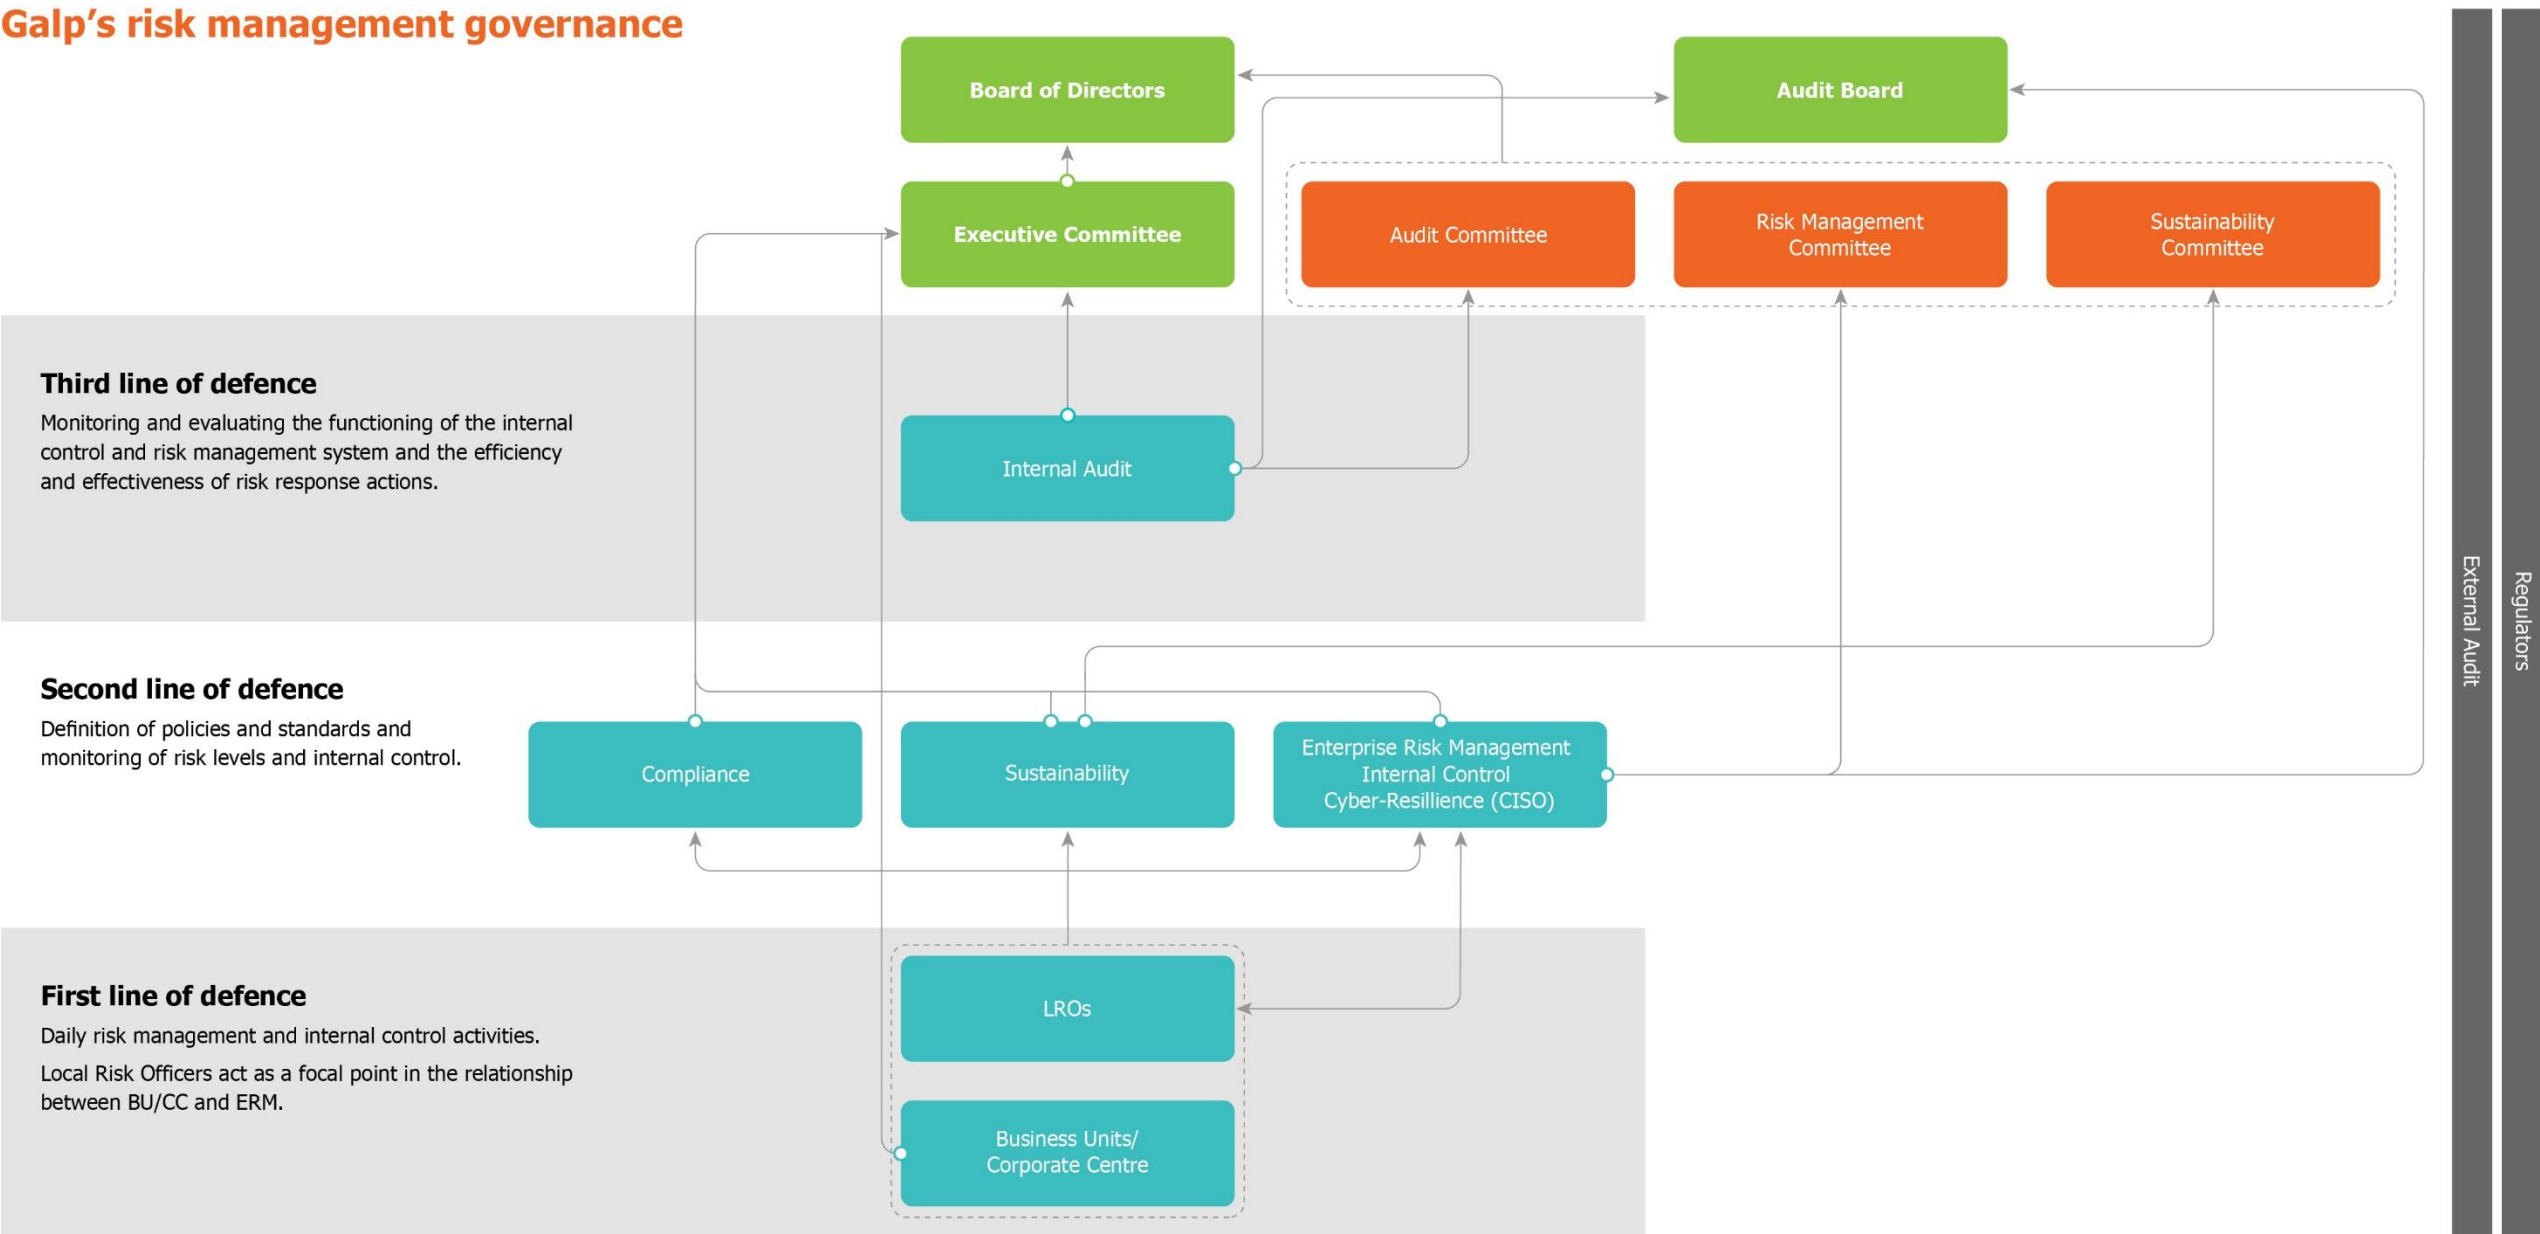 Galp’s risk management governance
Board of Directors
Audit Board
Executive Committee
Audit Committee
Risk Management
Committee
Sustainability
Committee
Third line of defence
Monitoring and evaluating the functioning of the internal
control and risk management system and the efficiency
and effectiveness of risk response actions.
Internal Audit
Second line of defence
Definition of policies and standards and
monitoring of risk levels and internal control.
Compliance
Sustainability
Enterprise Risk Management
Internal Control
Cyber-Resillience (CISO)
First line of defence
Daily risk management and internal control activities.
Local Risk Officers act as a focal point in the relationship
between BU/CC and ERM.
LROs
Business Units/
Corporate Centre
External Audit
Regulators